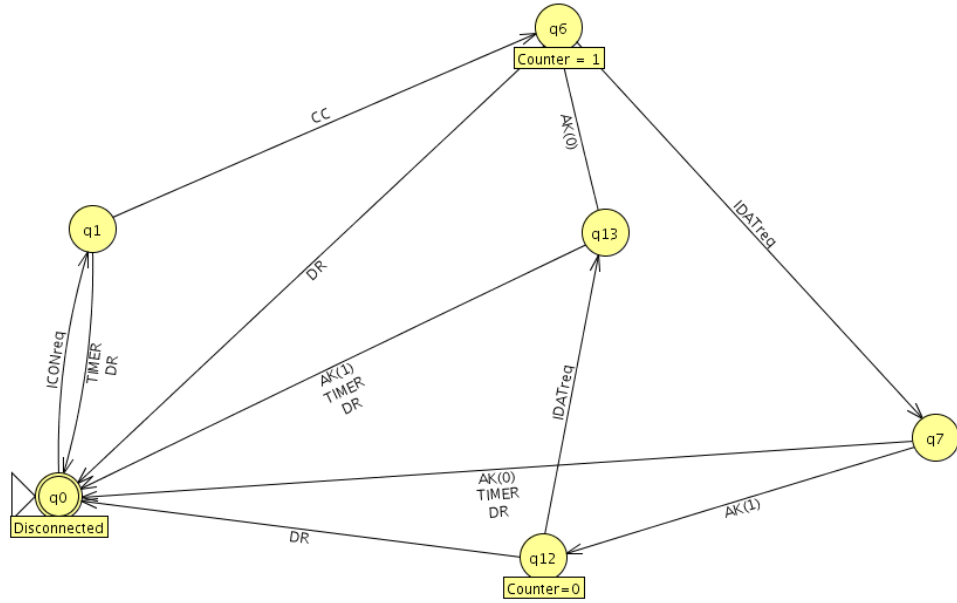 q6
Counter = 1
CC
AK(0)
q1
q13
IDATreq
DR
ICONreq
TIMER
DR
AK(1)
TIMER
DR
IDATreq
q7
AK(0)
TIMER
DR
AK(1)
q0
Disconnected
DR
q12
Counter=0